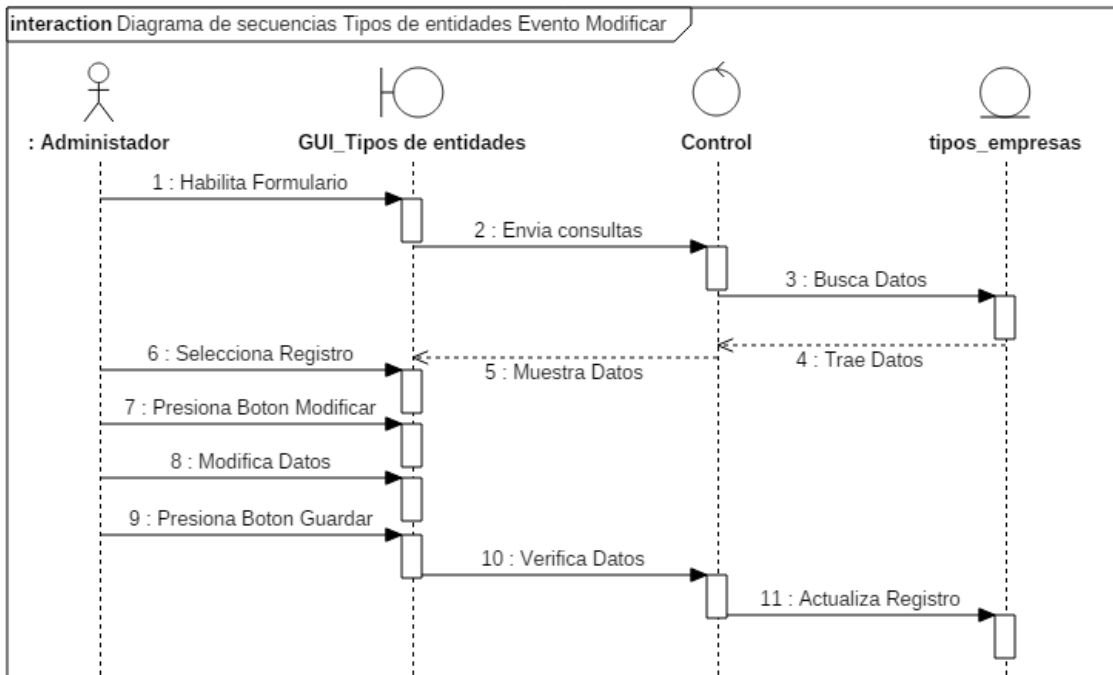 interaction Diagrama de secuencias Tipos de entidades Evento Modificar
: Administador
GUI_Tipos de entidades
Control
tipos_empresas
1 : Habilita Formulario
2 : Envia consultas
3 : Busca Datos
4 : Trae Datos
5 : Muestra Datos
6 : Selecciona Registro
7 : Presiona Boton Modificar
8 : Modifica Datos
9 : Presiona Boton Guardar
10 : Verifica Datos
11 : Actualiza Registro